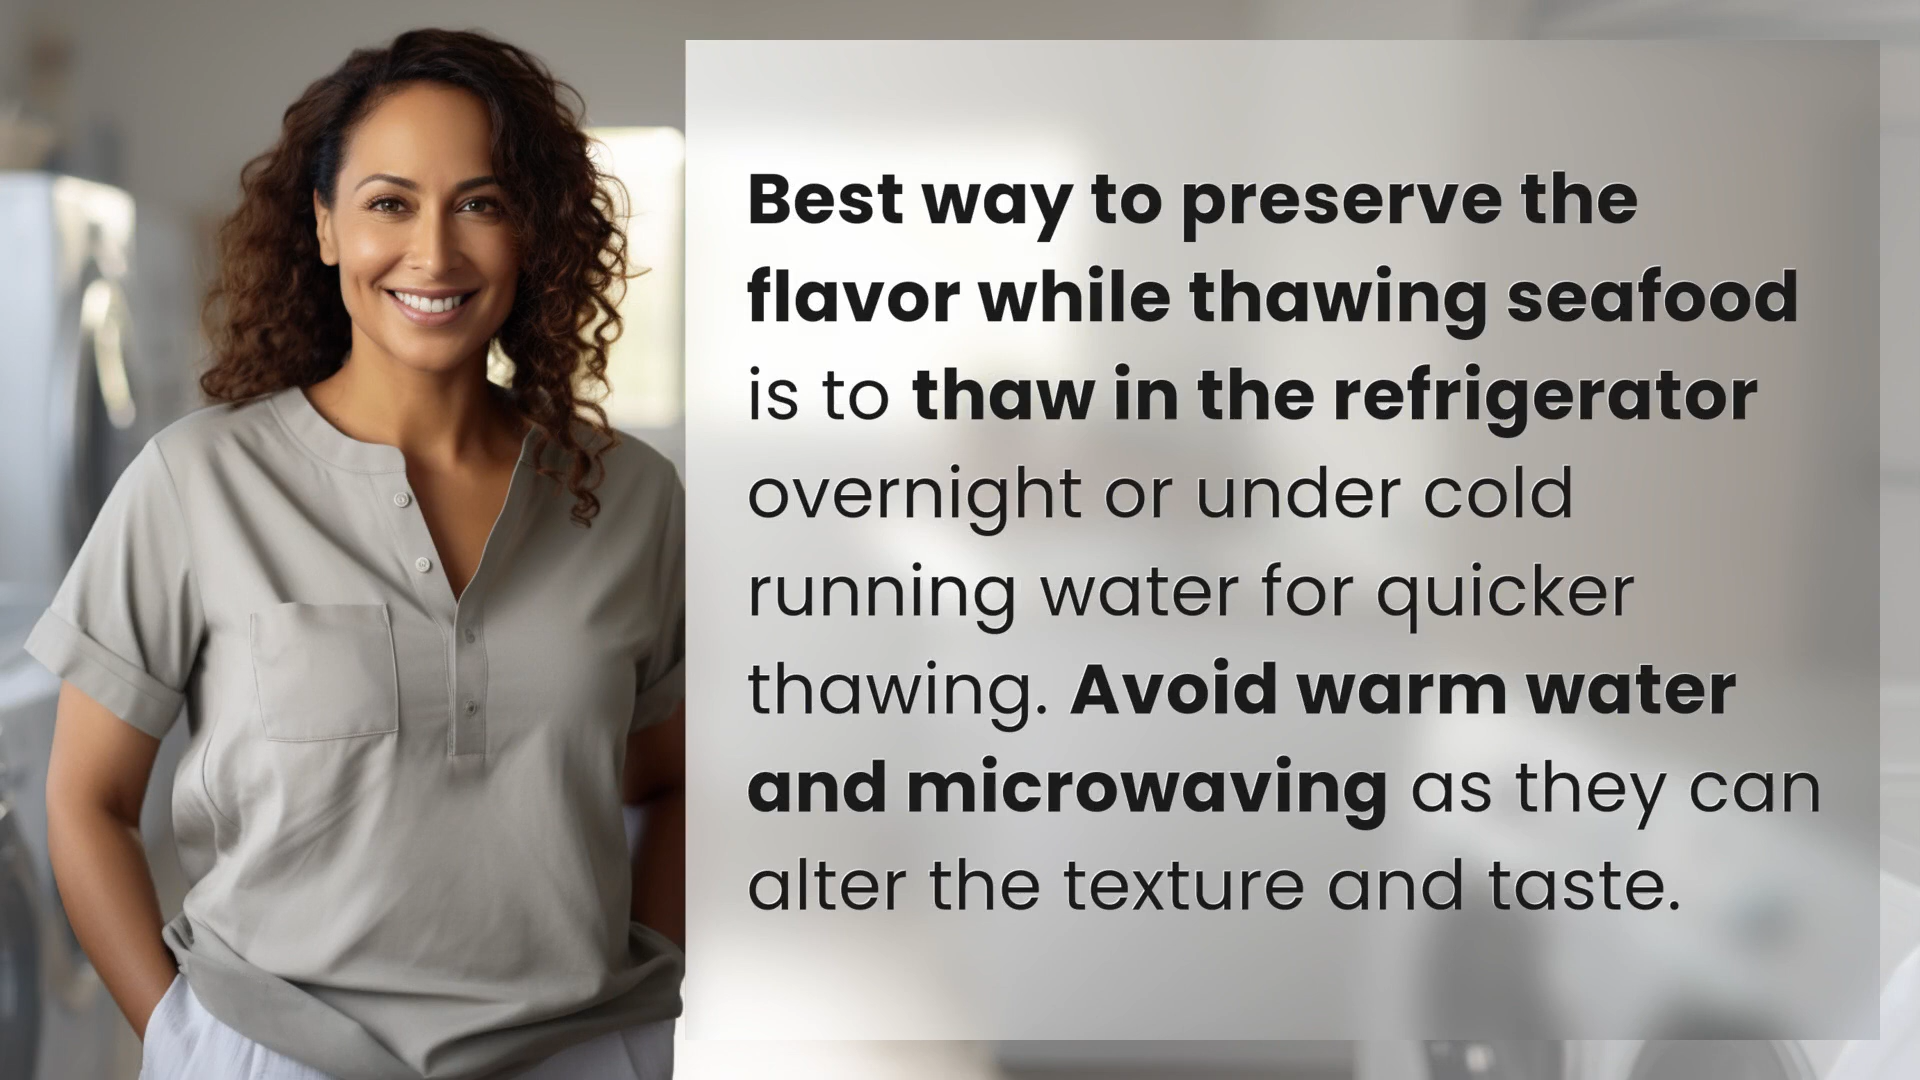 Best way to preserve the
flavor while thawing seafood
is to thaw in the refrigerator
overnight or under cold
running water for quicker
thawing. Avoid warm water
and microwaving as they can
alter the texture and taste.